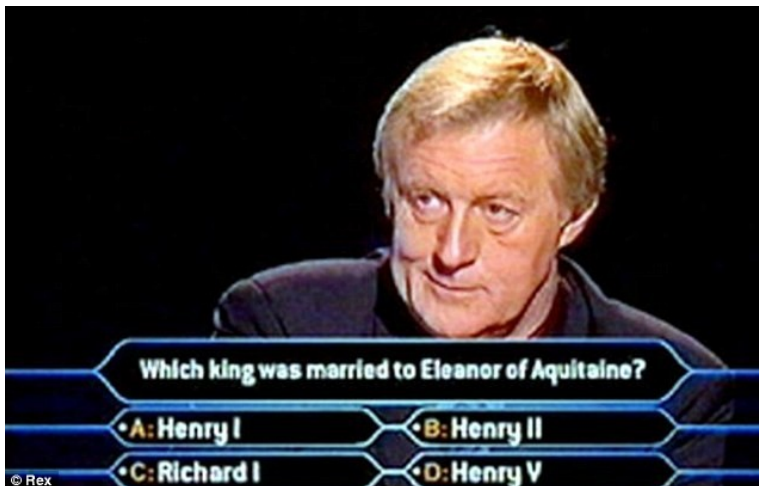 Which king was married to Eleanor of Aquitaine?
•A: Henry I •B: Henry II
•C: Richard I •D: Henry V
© Rex